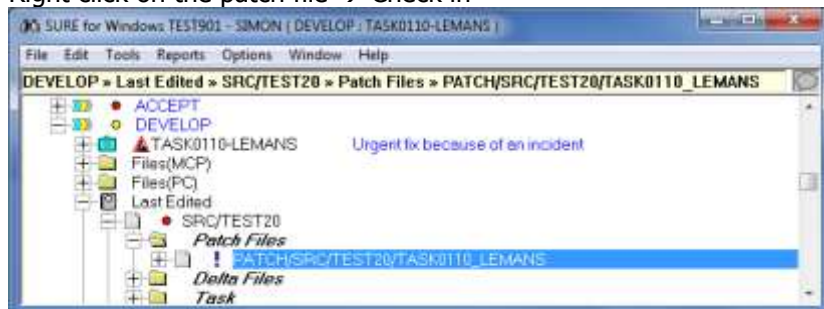 Right click on the patch file → Check in
SURE for Windows TEST901 - SIMON ( DEVELOP : TASK0110-LEMANS )
File Edit Tools Reports Options Window Help
DEVELOP » Last Edited » SRC/TEST20 » Patch Files » PATCH/SRC/TEST20/TASK0110_LEMANS
ACCEPT
DEVELOP
TASK0110-LEMANS Urgent fix because of an incident
Files(MCP)
Files(PC)
Last Edited
SRC/TEST20
Patch Files
! PATCH/SRC/TEST20/TASK0110_LEMANS
Delta Files
Task